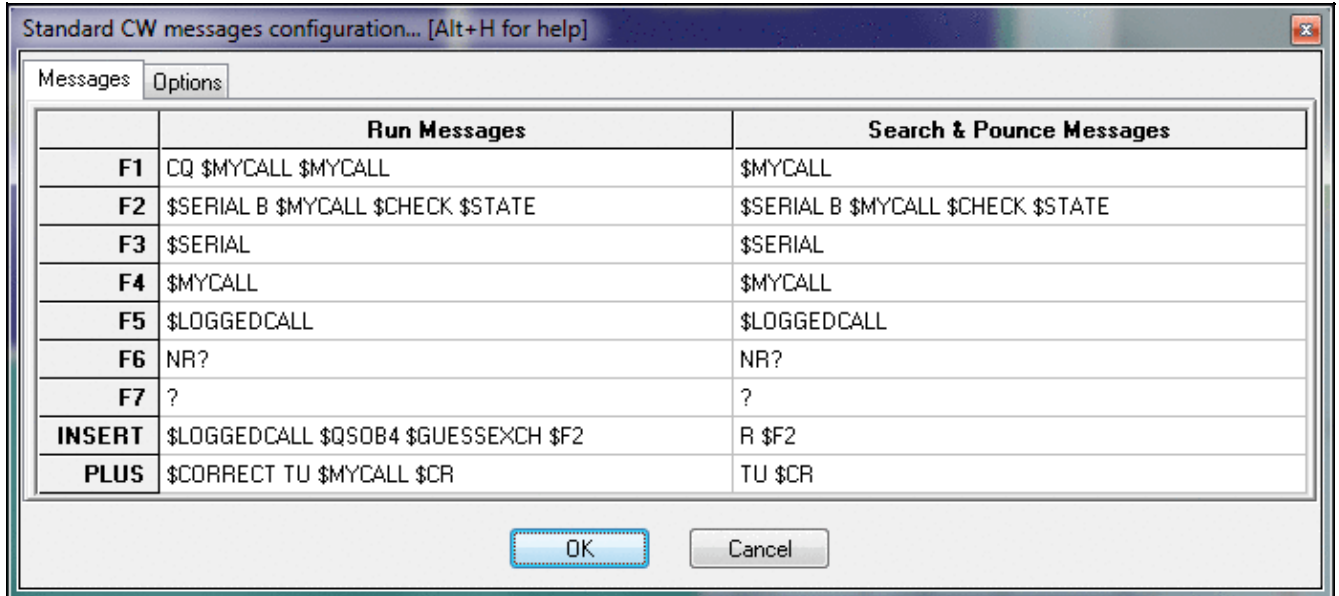 Standard CW messages configuration... [Alt+H for help]
Messages Options
Run Messages Search & Pounce Messages
F1 CQ $MYCALL $MYCALL $MYCALL
F2 $SERIAL B $MYCALL $CHECK $STATE $SERIAL B $MYCALL $CHECK $STATE
F3 $SERIAL $SERIAL
F4 $MYCALL $MYCALL
F5 $LOGGEDCALL $LOGGEDCALL
F6 NR? NR?
F7 ? ?
INSERT $LOGGEDCALL $QSOB4 $GUESSEXCH $F2 R $F2
PLUS $CORRECT TU $MYCALL $CR TU $CR
OK Cancel